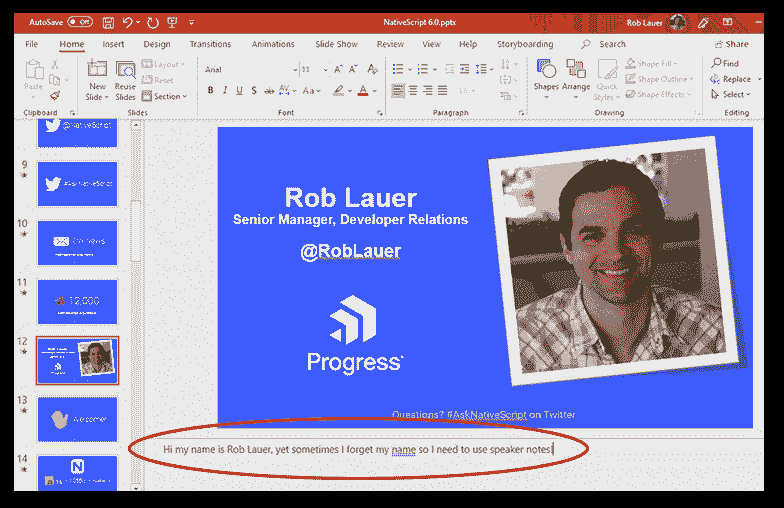 AutoSave Off NativeScript 6.0.pptx Rob Lauer
File Home Insert Design Transitions Animations Slide Show Review View Help Storyboarding Search Share
Paste
New Slide
Reuse Slides
Layout
Reset
Section
Arial 11
B I U S ab AV Aa A
Shapes
Arrange
Quick Styles
Shape Fill
Shape Outline
Shape Effects
Find
Replace
Select
Clipboard Slides Font Paragraph Drawing Editing
@NativeScript
9
#AskNativeScript
10
11
12,000
12
13
14
Rob Lauer
Senior Manager, Developer Relations
@RobLauer
Progress
Questions? #AskNativeScript on Twitter
Hi my name is Rob Lauer, yet sometimes I forget my name so I need to use speaker notes!